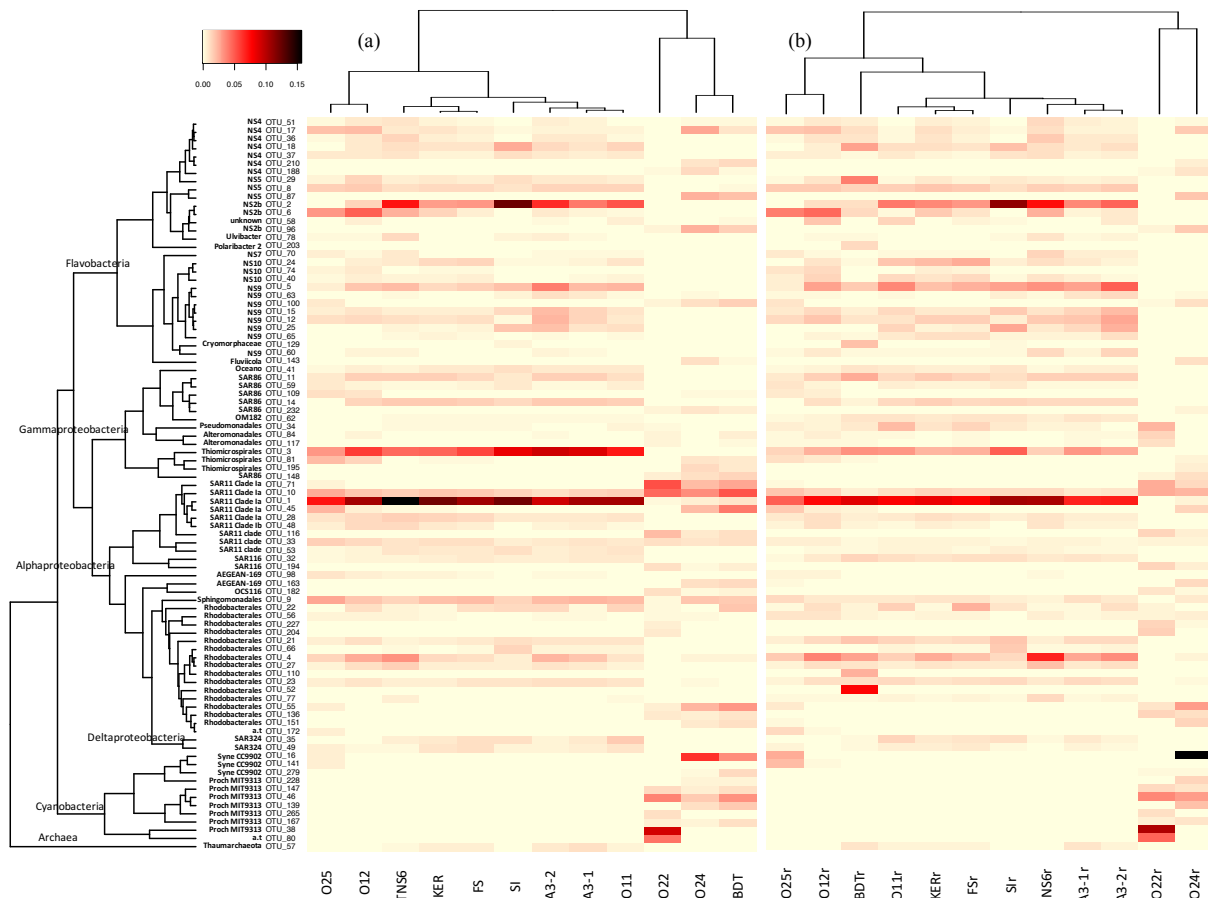 (a)
(b)
0.00 0.05 0.10 0.15
NS4 OTU_51
NS4 OTU_17
NS4 OTU_36
NS4 OTU_18
NS4 OTU_37
NS4 OTU_210
NS4 OTU_188
NS5 OTU_29
NS5 OTU_8
NS5 OTU_87
NS2b OTU_2
NS2b OTU_6
unknown OTU_58
NS2b OTU_96
Ulvibacter OTU_78
Polaribacter 2 OTU_203
NS7 OTU_70
Flavobacteria
NS10 OTU_24
NS10 OTU_74
NS10 OTU_40
NS9 OTU_5
NS9 OTU_63
NS9 OTU_100
NS9 OTU_15
NS9 OTU_12
NS9 OTU_25
NS9 OTU_65
Cryomorphaceae OTU_129
NS9 OTU_60
Fluviicola OTU_143
Oceano OTU_41
SAR86 OTU_11
SAR86 OTU_59
SAR86 OTU_109
SAR86 OTU_14
SAR86 OTU_232
OM182 OTU_62
Gammaproteobacteria
Pseudomonadales OTU_34
Alteromonadales OTU_84
Alteromonadales OTU_117
Thiomicrospirales OTU_3
Thiomicrospirales OTU_81
Thiomicrospirales OTU_195
SAR86 OTU_148
SAR11 Clade Ia OTU_71
SAR11 Clade Ia OTU_10
SAR11 Clade Ia OTU_1
SAR11 Clade Ia OTU_45
SAR11 Clade Ia OTU_28
SAR11 Clade Ib OTU_48
SAR11 clade OTU_116
SAR11 clade OTU_33
SAR11 clade OTU_53
SAR116 OTU_32
Alphaproteobacteria
SAR116 OTU_194
AEGEAN-169 OTU_98
AEGEAN-169 OTU_163
OCS116 OTU_182
Sphingomonadales OTU_9
Rhodobacterales OTU_22
Rhodobacterales OTU_56
Rhodobacterales OTU_227
Rhodobacterales OTU_204
Rhodobacterales OTU_21
Rhodobacterales OTU_66
Rhodobacterales OTU_4
Rhodobacterales OTU_27
Rhodobacterales OTU_110
Rhodobacterales OTU_23
Rhodobacterales OTU_52
Rhodobacterales OTU_77
Rhodobacterales OTU_55
Rhodobacterales OTU_136
Rhodobacterales OTU_151
a.t OTU_172
Deltaproteobacteria
SAR324 OTU_35
SAR324 OTU_49
Syne CC9902 OTU_16
Syne CC9902 OTU_141
Syne CC9902 OTU_279
Proch MIT9313 OTU_228
Proch MIT9313 OTU_147
Proch MIT9313 OTU_46
Cyanobacteria
Proch MIT9313 OTU_139
Proch MIT9313 OTU_265
Proch MIT9313 OTU_167
Proch MIT9313 OTU_38
Archaea
a.t OTU_80
Thaumarchaeota OTU_57
O25 O12 TNS6 KER FS SI A3-2 A3-1 O11 O22 O24 BDT
O25r O12r BDTr O11r KERr FSr SIr NS6r A3-1r A3-2r O22r O24r